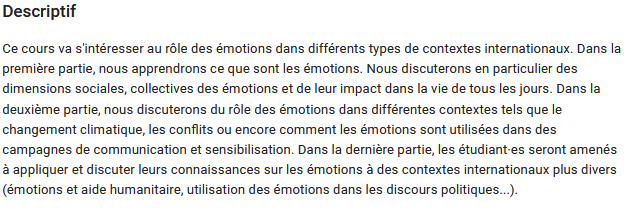 Descriptif
Ce cours va s'intéresser au rôle des émotions dans différents types de contextes internationaux. Dans la
première partie, nous apprendrons ce que sont les émotions. Nous discuterons en particulier des
dimensions sociales, collectives des émotions et de leur impact dans la vie de tous les jours. Dans la
deuxième partie, nous discuterons du rôle des émotions dans différentes contextes tels que le
changement climatique, les conflits ou encore comment les émotions sont utilisées dans des
campagnes de communication et sensibilisation. Dans la dernière partie, les étudiant·es seront amenés
à appliquer et discuter leurs connaissances sur les émotions à des contextes internationaux plus divers
(émotions et aide humanitaire, utilisation des émotions dans les discours politiques...).